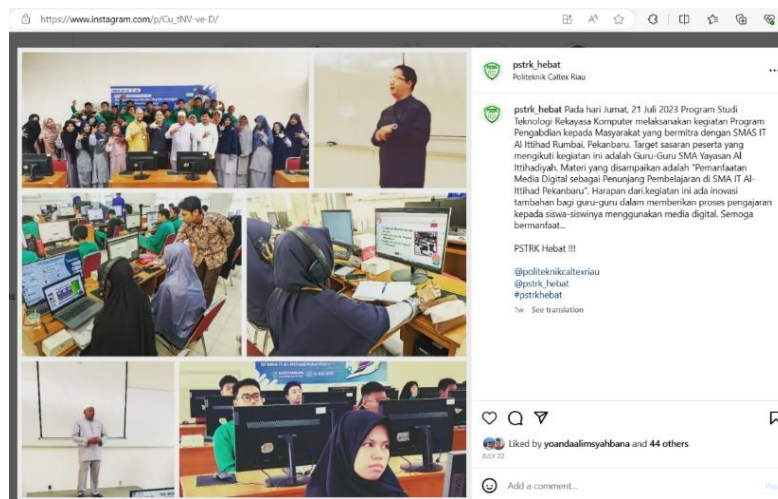 https://www.instagram.com/p/Cu_tNV-ve-D/
pstrk_hebat
Politeknik Caltex Riau
pstrk_hebat Pada hari Jumat, 21 Juli 2023 Program Studi
Teknologi Rekayasa Komputer melaksanakan kegiatan Program
Pengabdian kepada Masyarakat yang bermitra dengan SMAS IT
Al Ittihad Rumbai, Pekanbaru. Target sasaran peserta yang
mengikuti kegiatan ini adalah Guru-Guru SMA Yayasan Al
Ittihadiyah. Materi yang disampaikan adalah "Pemanfaatan
Media Digital sebagai Penunjang Pembelajaran di SMA IT Al-
Ittihad Pekanbaru". Harapan dari.kegiatan ini ada inovasi
tambahan bagi guru-guru dalam memberikan proses pengajaran
kepada siswa-siswinya menggunakan media digital. Semoga
bermanfaat...
PSTRK Hebat !!!
@politeknikcaltexriau
@pstrk_hebat
#pstrkhebat
1w See translation
Liked by yoandaalimsyahbana and 44 others
JULY 22
Add a comment...
Post